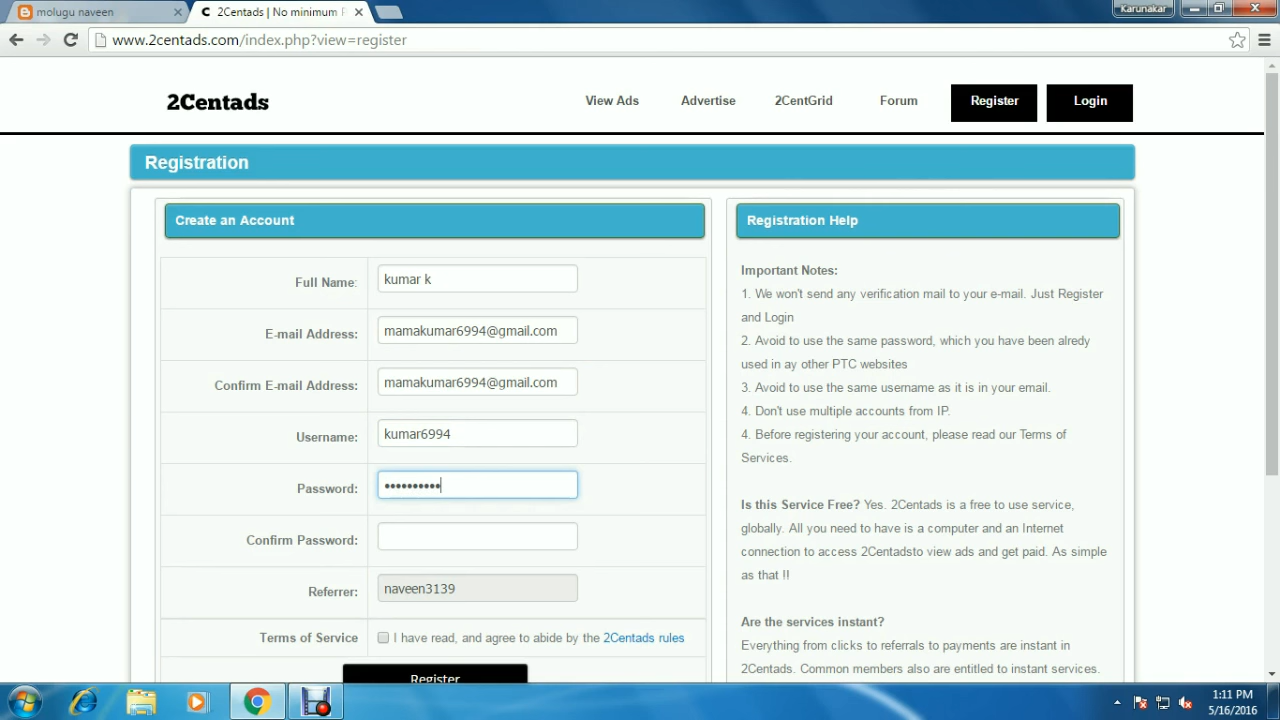 molugu naveen
2Centads | No minimum P
Karunakar
www.2centads.com/index.php?view=register
2Centads
View Ads
Advertise
2CentGrid
Forum
Register
Login
Registration
Create an Account
Full Name:
kumar k
E-mail Address:
mamakumar6994@gmail.com
Confirm E-mail Address:
mamakumar6994@gmail.com
Username:
kumar6994
Password:
••••••••••
Confirm Password:
Referrer:
naveen3139
Terms of Service
I have read, and agree to abide by the 2Centads rules
Register
Registration Help
Important Notes:
1. We won't send any verification mail to your e-mail. Just Register
and Login
2. Avoid to use the same password, which you have been alredy
used in ay other PTC websites
3. Avoid to use the same username as it is in your email.
4. Don't use multiple accounts from IP.
4. Before registering your account, please read our Terms of
Services.
Is this Service Free? Yes. 2Centads is a free to use service,
globally. All you need to have is a computer and an Internet
connection to access 2Centadsto view ads and get paid. As simple
as that !!
Are the services instant?
Everything from clicks to referrals to payments are instant in
2Centads. Common members also are entitled to instant services.
1:11 PM
5/16/2016